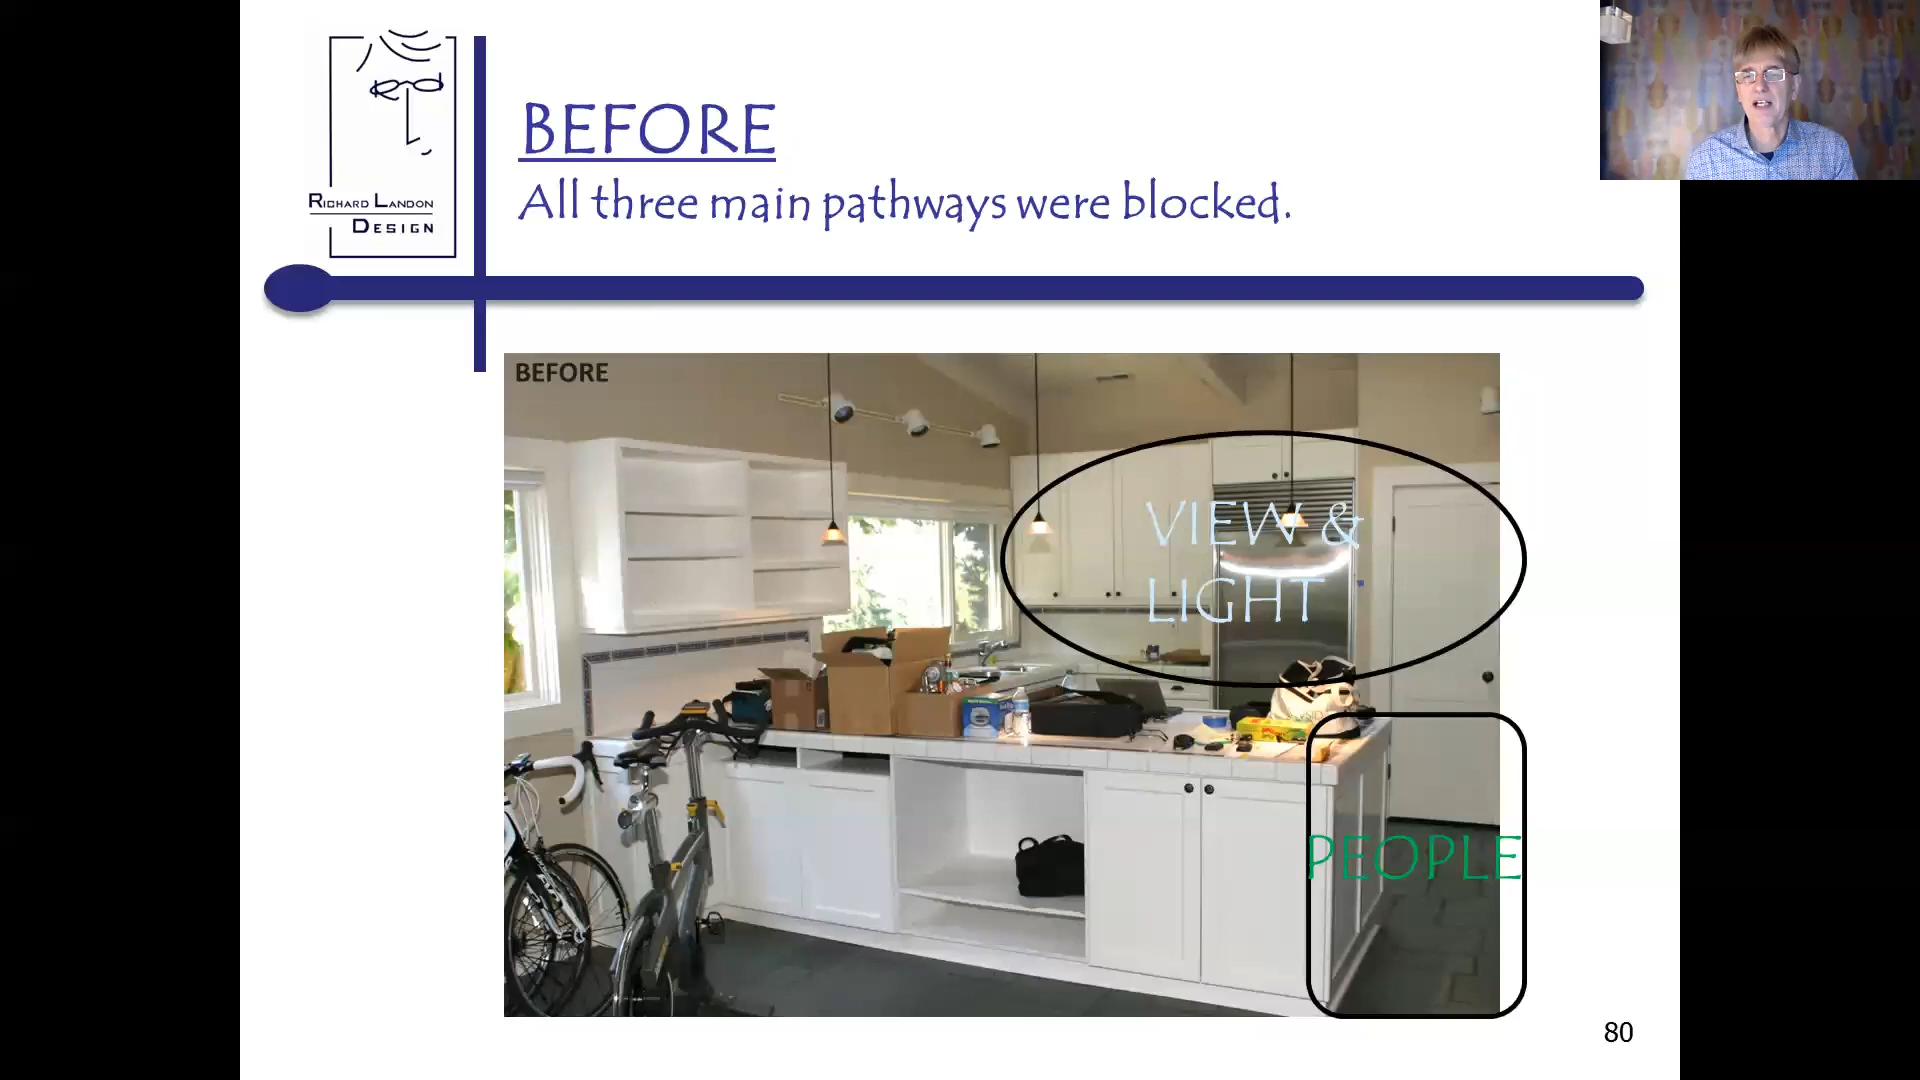 RICHARD LANDON
DESIGN
BEFORE
All three main pathways were blocked.
BEFORE
VIEW &
LIGHT
PEOPLE
80